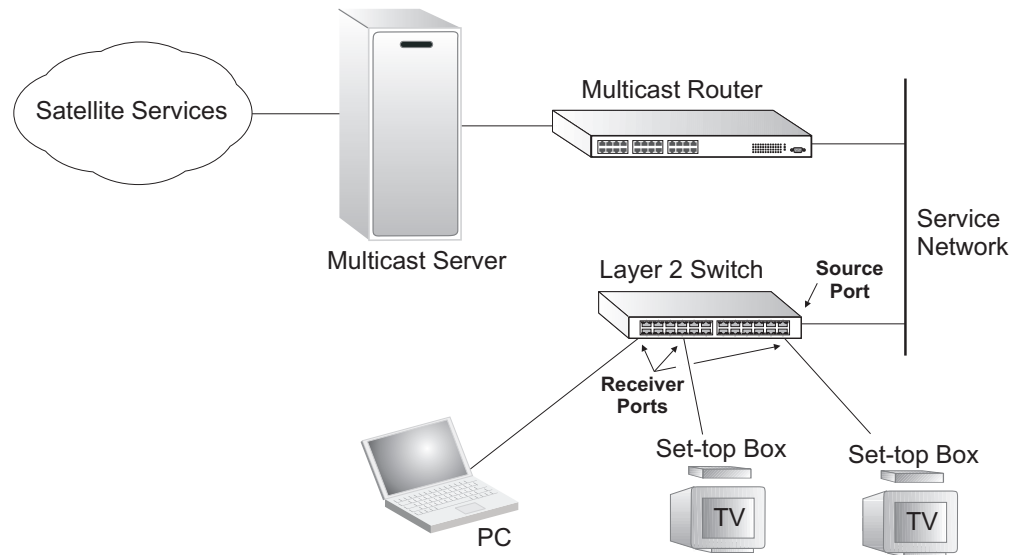 Satellite Services
Multicast Router
Multicast Server
Service
Network
Layer 2 Switch
Source
Port
Receiver
Ports
Set-top Box
Set-top Box
TV
TV
PC